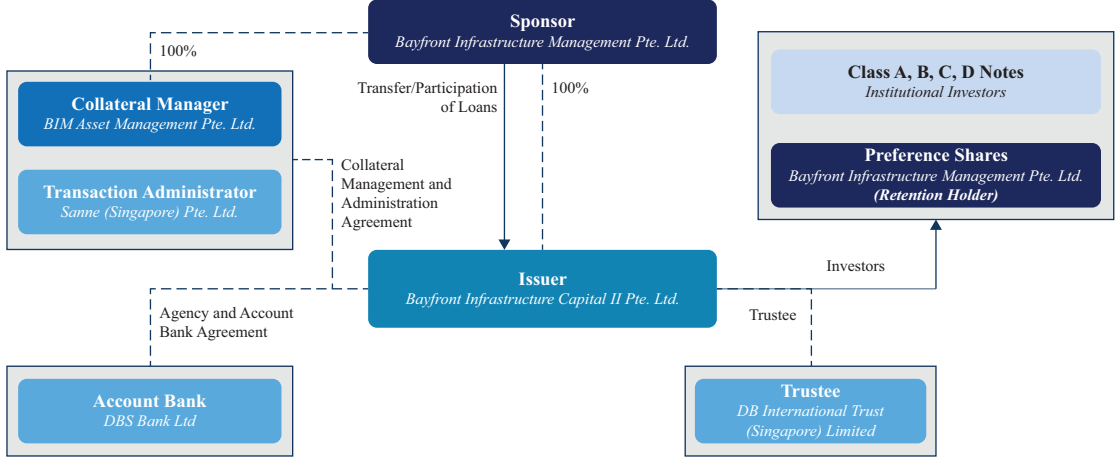 Sponsor
Bayfront Infrastructure Management Pte. Ltd.
100%
Collateral Manager
BIM Asset Management Pte. Ltd.
Transaction Administrator
Sanne (Singapore) Pte. Ltd.
Transfer/Participation
of Loans
100%
Class A, B, C, D Notes
Institutional Investors
Preference Shares
Bayfront Infrastructure Management Pte. Ltd.
(Retention Holder)
Collateral
Management and
Administration
Agreement
Issuer
Bayfront Infrastructure Capital II Pte. Ltd.
Investors
Agency and Account
Bank Agreement
Trustee
Account Bank
DBS Bank Ltd
Trustee
DB International Trust
(Singapore) Limited